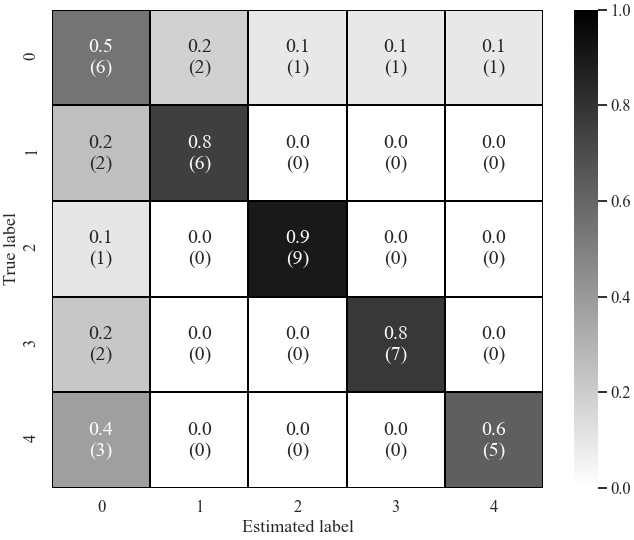 0.5 0.2 0.1 0.1 0.1
(6) (2) (1) (1) (1)
0.2 0.8 0.0 0.0 0.0
(2) (6) (0) (0) (0)
0.1 0.0 0.9 0.0 0.0
(1) (0) (9) (0) (0)
0.2 0.0 0.0 0.8 0.0
(2) (0) (0) (7) (0)
0.4 0.0 0.0 0.0 0.6
(3) (0) (0) (0) (5)
0
1
2
3
4
True label
0 1 2 3 4
Estimated label
1.0
0.8
0.6
0.4
0.2
0.0